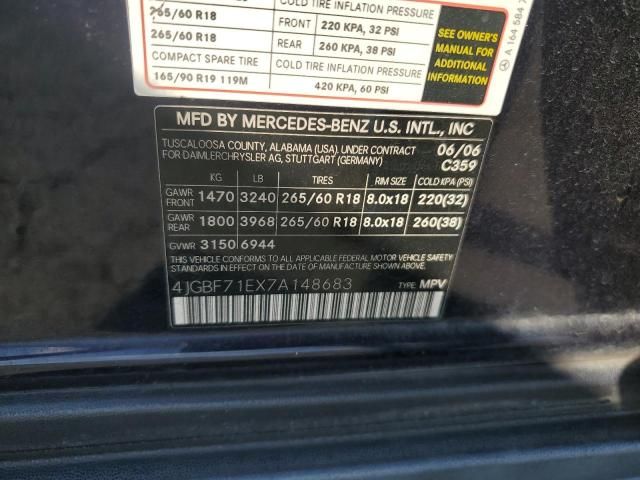 COLD TIRE INFLATION PRESSURE
265/60 R18 FRONT 220 KPA, 32 PSI
265/60 R18 REAR 260 KPA, 38 PSI
COMPACT SPARE TIRE COLD TIRE INFLATION PRESSURE
165/90 R19 119M 420 KPA, 60 PSI
SEE OWNER'S
MANUAL FOR
ADDITIONAL
INFORMATION
A 164 584
MFD BY MERCEDES-BENZ U.S. INTL., INC
TUSCALOOSA COUNTY, ALABAMA (USA). UNDER CONTRACT 06/06
FOR DAIMLERCHRYSLER AG, STUTTGART (GERMANY) C359
KG LB TIRES RIM SIZE COLD KPA (PSI)
GAWR FRONT 1470 3240 265/60 R18 8.0x18 220(32)
GAWR REAR 1800 3968 265/60 R18 8.0x18 260(38)
GVWR 3150 6944
THIS VEHICLE CONFORMS TO ALL APPLICABLE FEDERAL MOTOR VEHICLE SAFETY AND
THEFT PREVENTION STANDARDS IN EFFECT ON THE DATE OF MANUFACTURE SHOWN ABOVE.
4JGBF71EX7A148683 TYPE: MPV